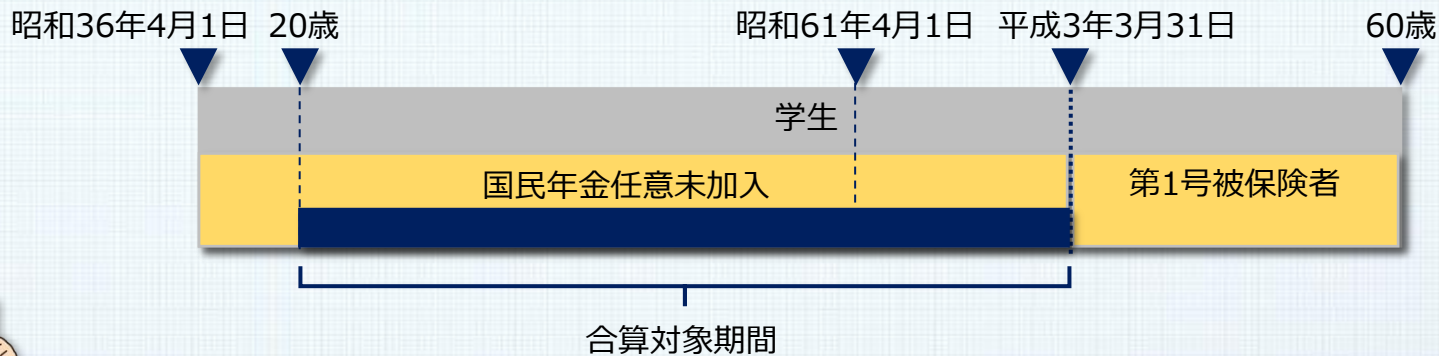 昭和36年4月1日 20歳 昭和61年4月1日 平成3年3月31日 60歳
学生
国民年金任意未加入 第1号被保険者
合算対象期間